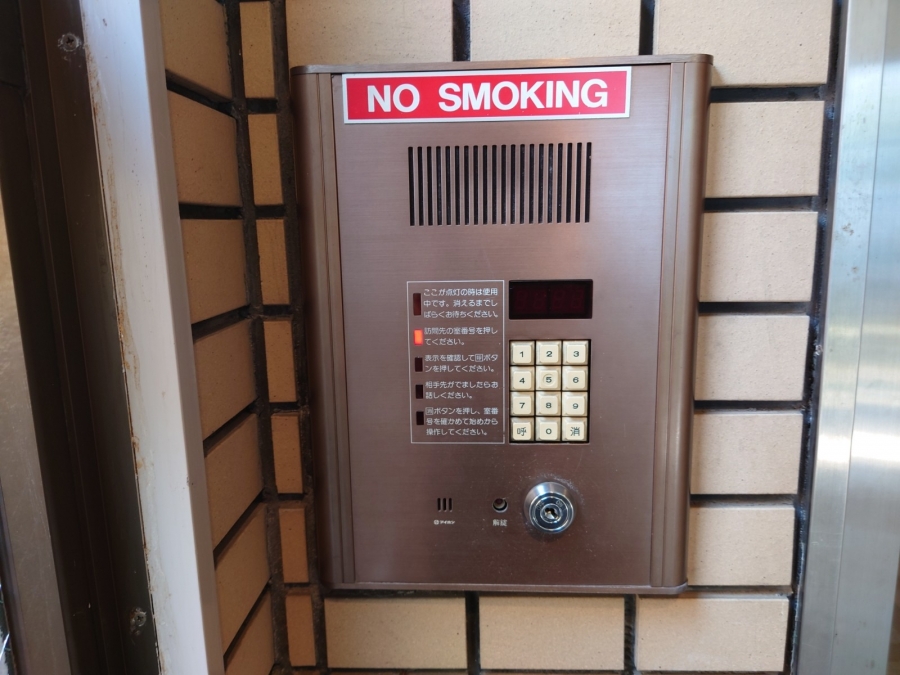 NO SMOKING
ここが点灯の時は使用
中です。消えるまでし
ばらくお待ちください。
訪問先の室番号を押し
てください。
表示を確認して呼ボタ
ンを押してください。
相手先がでましたらお
話しください。
消ボタンを押し、室番
号を確かめて始めから
操作してください。
1 2 3
4 5 6
7 8 9
呼 0 消
アイホン
解錠